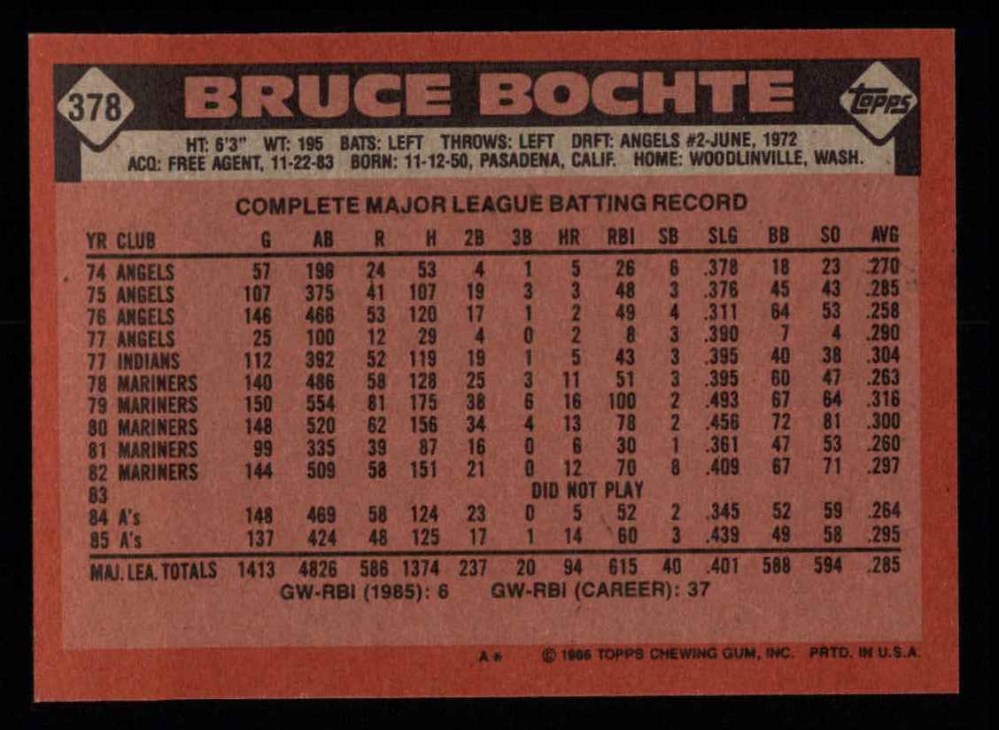 378 BRUCE BOCHTE Topps
HT: 6'3" WT: 195 BATS: LEFT THROWS: LEFT DRFT: ANGELS #2-JUNE, 1972
ACQ: FREE AGENT, 11-22-83 BORN: 11-12-50, PASADENA, CALIF. HOME: WOODLINVILLE, WASH.
COMPLETE MAJOR LEAGUE BATTING RECORD
YR CLUB G AB R H 2B 3B HR RBI SB SLG BB SO AVG
74 ANGELS 57 198 24 53 4 1 5 26 6 .378 18 23 .270
75 ANGELS 107 375 41 107 19 3 3 48 3 .376 45 43 .285
76 ANGELS 146 466 53 120 17 1 2 49 4 .311 64 53 .258
77 ANGELS 25 100 12 29 4 0 2 8 3 .390 7 4 .290
77 INDIANS 112 392 52 119 19 1 5 43 3 .395 40 38 .304
78 MARINERS 140 486 58 128 25 3 11 51 3 .395 60 47 .263
79 MARINERS 150 554 81 175 38 6 16 100 2 .493 67 64 .316
80 MARINERS 148 520 62 156 34 4 13 78 2 .456 72 81 .300
81 MARINERS 99 335 39 87 16 0 6 30 1 .361 47 53 .260
82 MARINERS 144 509 58 151 21 0 12 70 8 .409 67 71 .297
83 DID NOT PLAY
84 A's 148 469 58 124 23 0 5 52 2 .345 52 59 .264
85 A's 137 424 48 125 17 1 14 60 3 .439 49 58 .295
MAJ. LEA. TOTALS 1413 4826 586 1374 237 20 94 615 40 .401 588 594 .285
GW-RBI (1985): 6 GW-RBI (CAREER): 37
A* © 1986 TOPPS CHEWING GUM, INC. PRTD. IN U.S.A.